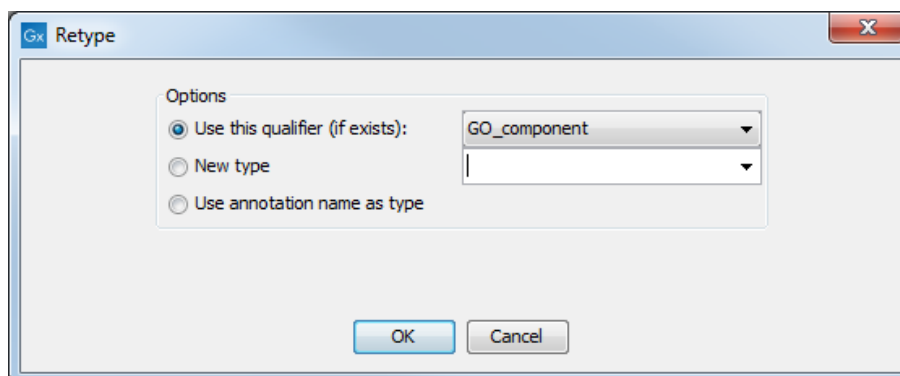 Gx Retype
Options
Use this qualifier (if exists): GO_component
New type
Use annotation name as type
OK Cancel